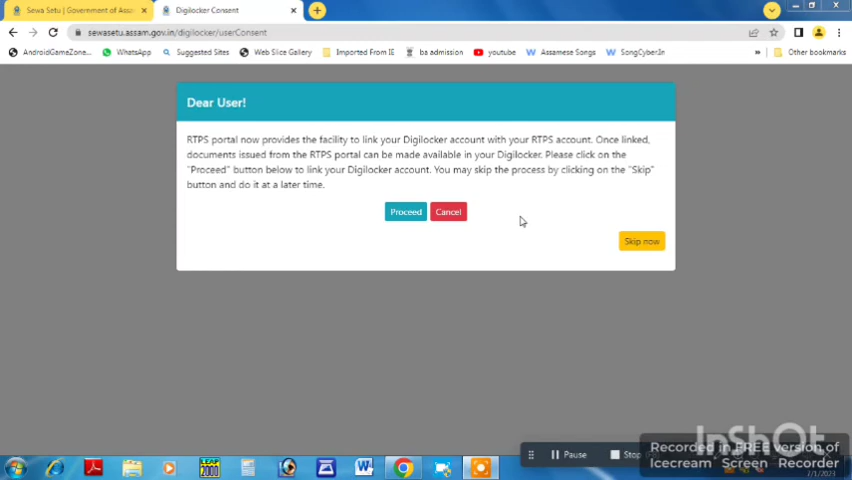 Sewa Setu | Government of Assa
Digilocker Consent
sewasetu.assam.gov.in/digilocker/userConsent
AndroidGameZone... WhatsApp Suggested Sites Web Slice Gallery Imported From IE ba admission youtube Assamese Songs SongCyber.In » Other bookmarks
Dear User!
RTPS portal now provides the facility to link your Digilocker account with your RTPS account. Once linked,
documents issued from the RTPS portal can be made available in your Digilocker. Please click on the
"Proceed" button below to link your Digilocker account. You may skip the process by clicking on the "Skip"
button and do it at a later time.
Proceed Cancel
Skip now
InShOt
Recorded in FREE version of
Icecream Screen Recorder
Pause Stop
LEAP
7/1/2023